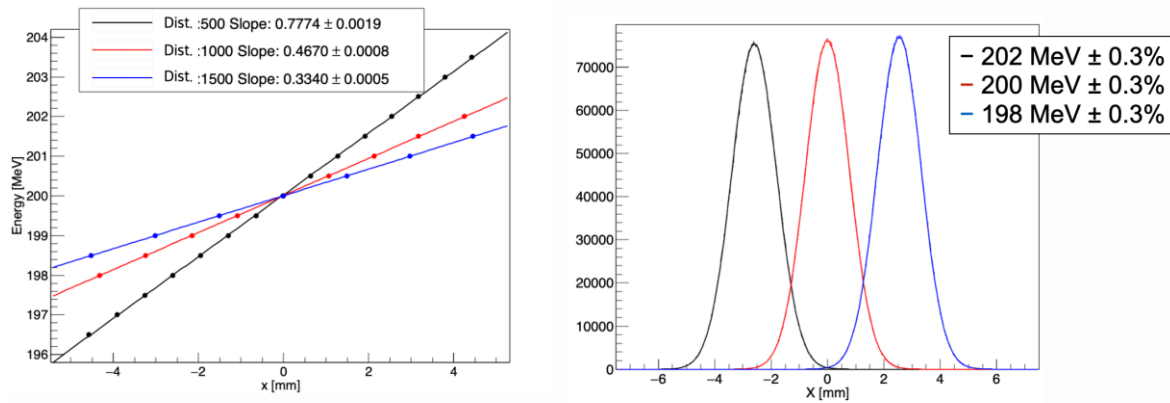 Dist. :500 Slope: 0.7774 ± 0.0019
Dist. :1000 Slope: 0.4670 ± 0.0008
Dist. :1500 Slope: 0.3340 ± 0.0005
Energy [MeV]
204
203
202
201
200
199
198
197
196
−4 −2 0 2 4
x [mm]
202 MeV ± 0.3%
200 MeV ± 0.3%
198 MeV ± 0.3%
70000
60000
50000
40000
30000
20000
10000
0
−6 −4 −2 0 2 4 6
X [mm]